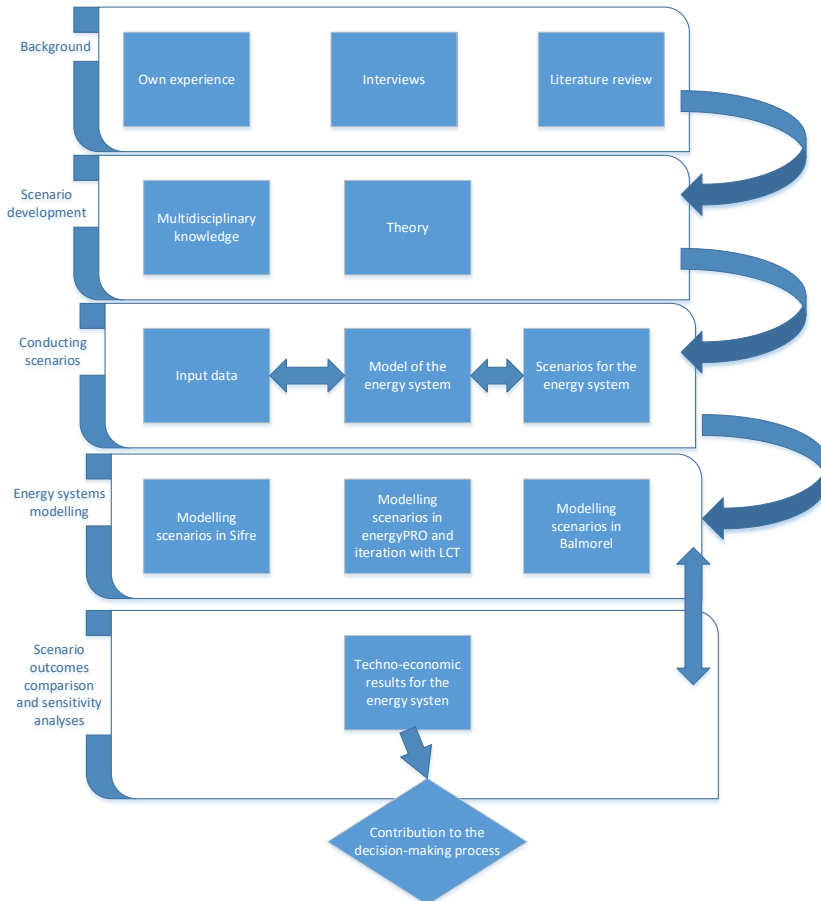 Background
Own experience
Interviews
Literature review
Scenario
development
Multidisciplinary
knowledge
Theory
Conducting
scenarios
Input data
Model of the
energy system
Scenarios for the
energy system
Energy systems
modelling
Modelling
scenarios in Sifre
Modelling
scenarios in
energyPRO and
iteration with LCT
Modelling
scenarios in
Balmorel
Scenario
outcomes
comparison
and sensitivity
analyses
Techno-economic
results for the
energy systen
Contribution to the
decision-making process